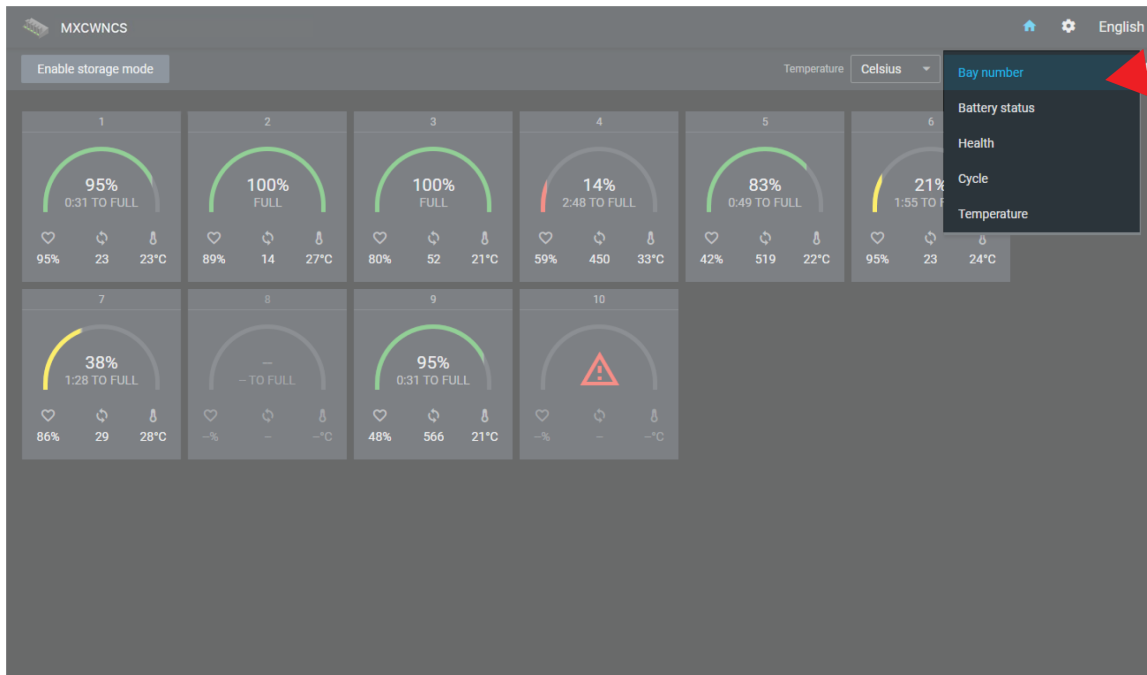 MXCWNCS
English
Enable storage mode
Temperature Celsius
Bay number
Battery status
Health
Cycle
Temperature
1
95%
0:31 TO FULL
95% 23 23°C
2
100%
FULL
89% 14 27°C
3
100%
FULL
80% 52 21°C
4
14%
2:48 TO FULL
59% 450 33°C
5
83%
0:49 TO FULL
42% 519 22°C
6
21%
1:55 TO F
95% 23 24°C
7
38%
1:28 TO FULL
86% 29 28°C
8
–
– TO FULL
–% – –°C
9
95%
0:31 TO FULL
48% 566 21°C
10
–% – –°C